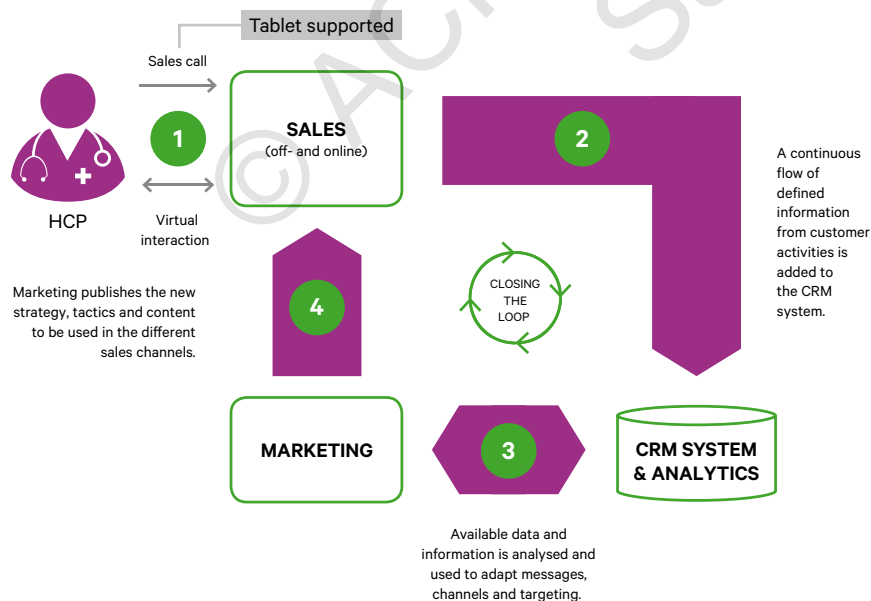 Tablet supported
Sales call
1
SALES
(off- and online)
HCP
Virtual
interaction
2
A continuous
flow of
defined
information
from customer
activities is
added to
the CRM
system.
Marketing publishes the new
strategy, tactics and content
to be used in the different
sales channels.
4
CLOSING
THE
LOOP
MARKETING
3
CRM SYSTEM
& ANALYTICS
Available data and
information is analysed and
used to adapt messages,
channels and targeting.